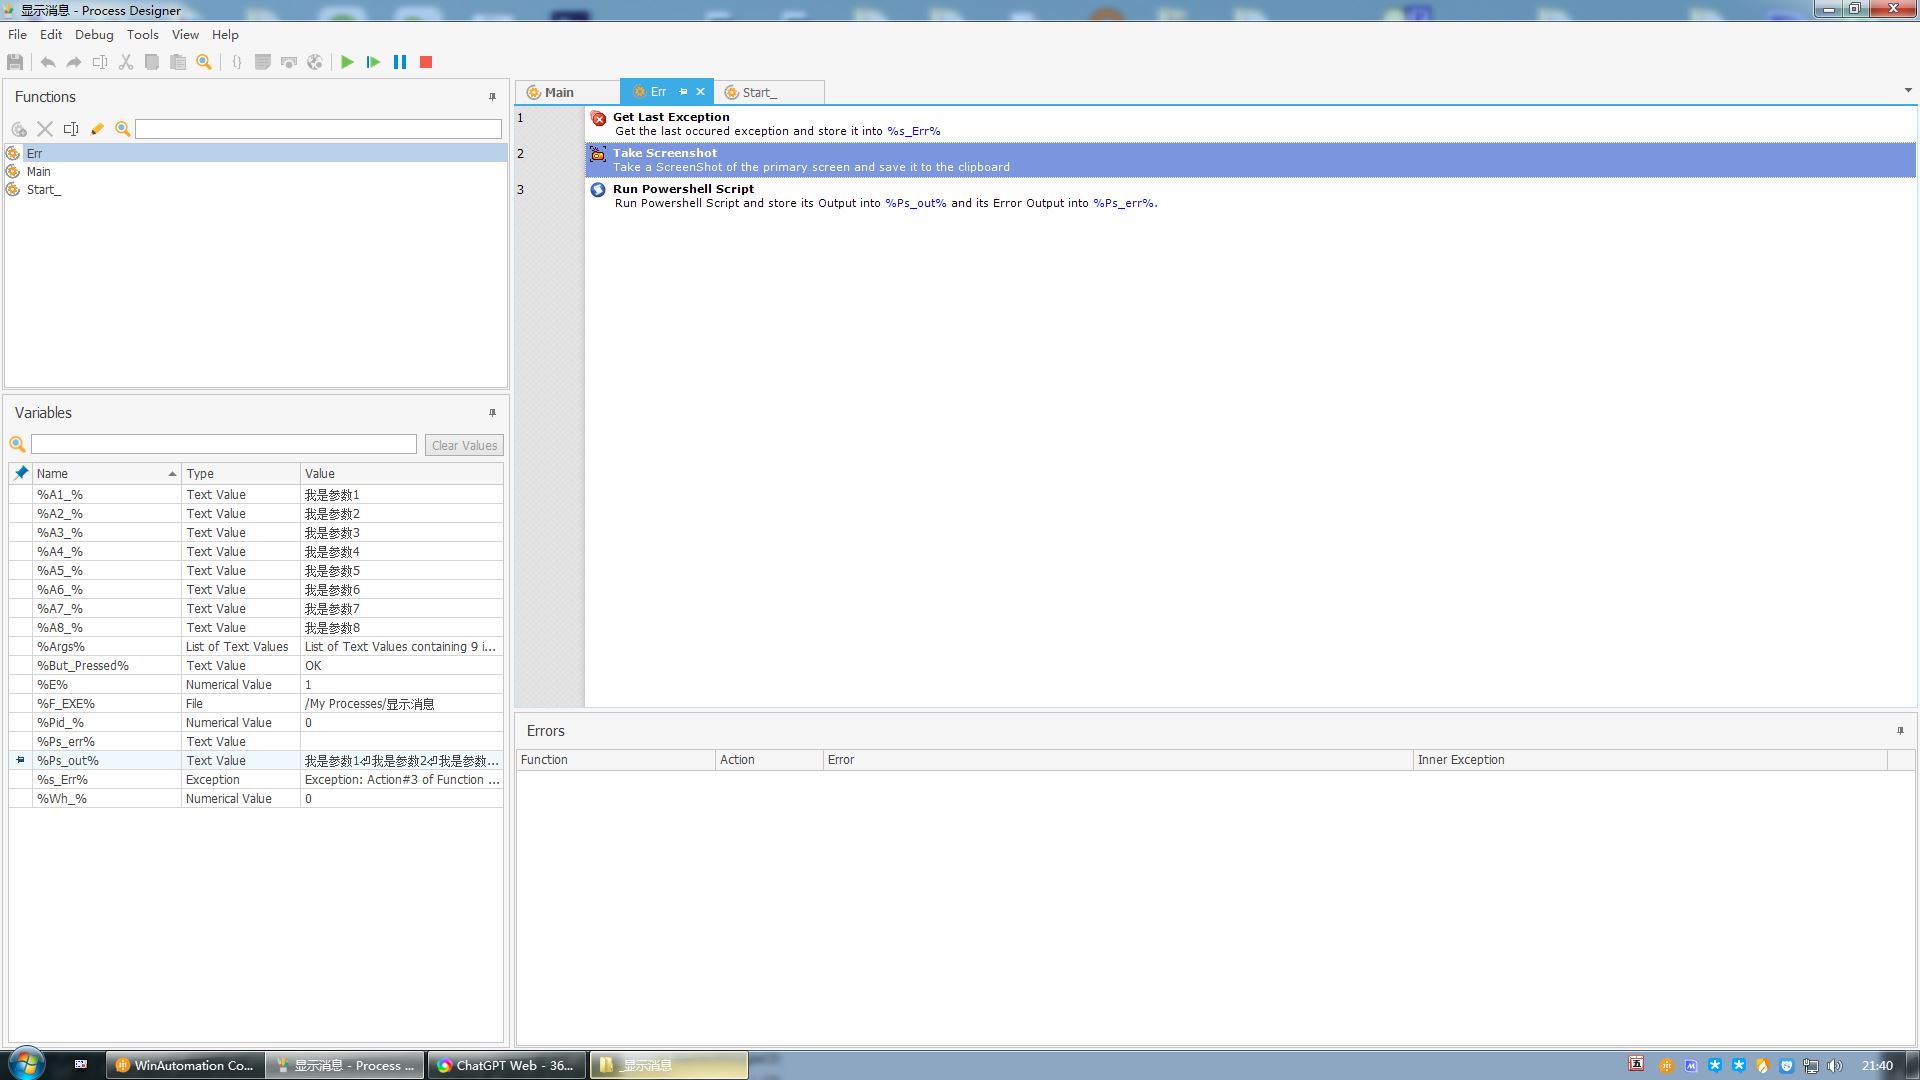 显示消息 - Process Designer
File Edit Debug Tools View Help
Functions
Err
Main
Start_
Variables
Clear Values
Name Type Value
%A1_% Text Value 我是参数1
%A2_% Text Value 我是参数2
%A3_% Text Value 我是参数3
%A4_% Text Value 我是参数4
%A5_% Text Value 我是参数5
%A6_% Text Value 我是参数6
%A7_% Text Value 我是参数7
%A8_% Text Value 我是参数8
%Args% List of Text Values List of Text Values containing 9 i...
%But_Pressed% Text Value OK
%E% Numerical Value 1
%F_EXE% File /My Processes/显示消息
%Pid_% Numerical Value 0
%Ps_err% Text Value
%Ps_out% Text Value 我是参数1⏎我是参数2⏎我是参数...
%s_Err% Exception Exception: Action#3 of Function ...
%Wh_% Numerical Value 0
Main Err Start_
1 Get Last Exception
Get the last occured exception and store it into %s_Err%
2 Take Screenshot
Take a ScreenShot of the primary screen and save it to the clipboard
3 Run Powershell Script
Run Powershell Script and store its Output into %Ps_out% and its Error Output into %Ps_err%.
Errors
Function Action Error Inner Exception
WinAutomation Co... 显示消息 - Process ... ChatGPT Web - 36... _显示消息
五
21:40